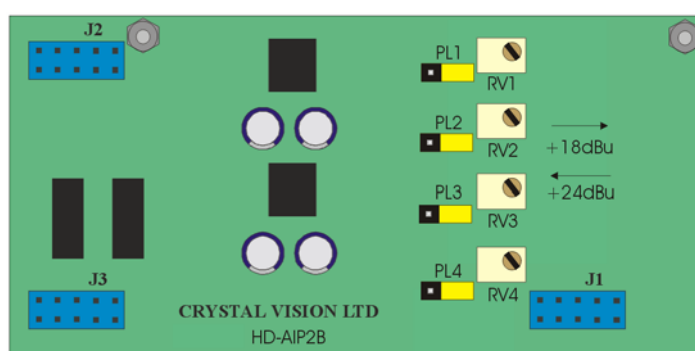 J2
PL1
RV1
PL2
RV2
+18dBu
+24dBu
PL3
RV3
PL4
RV4
J3
J1
CRYSTAL VISION LTD
HD-AIP2B